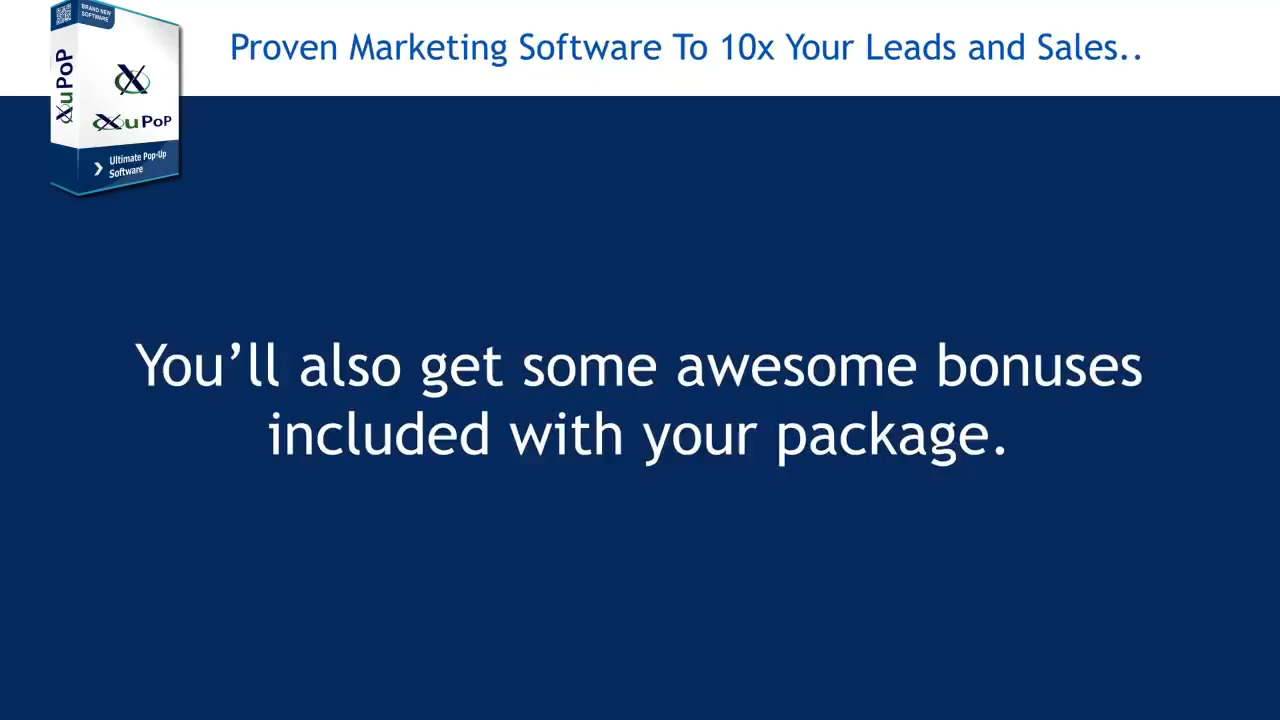 BRAND NEW
SOFTWARE
Proven Marketing Software To 10x Your Leads and Sales..
XuPoP
XuPoP
Ultimate Pop-Up
Software
You’ll also get some awesome bonuses
included with your package.